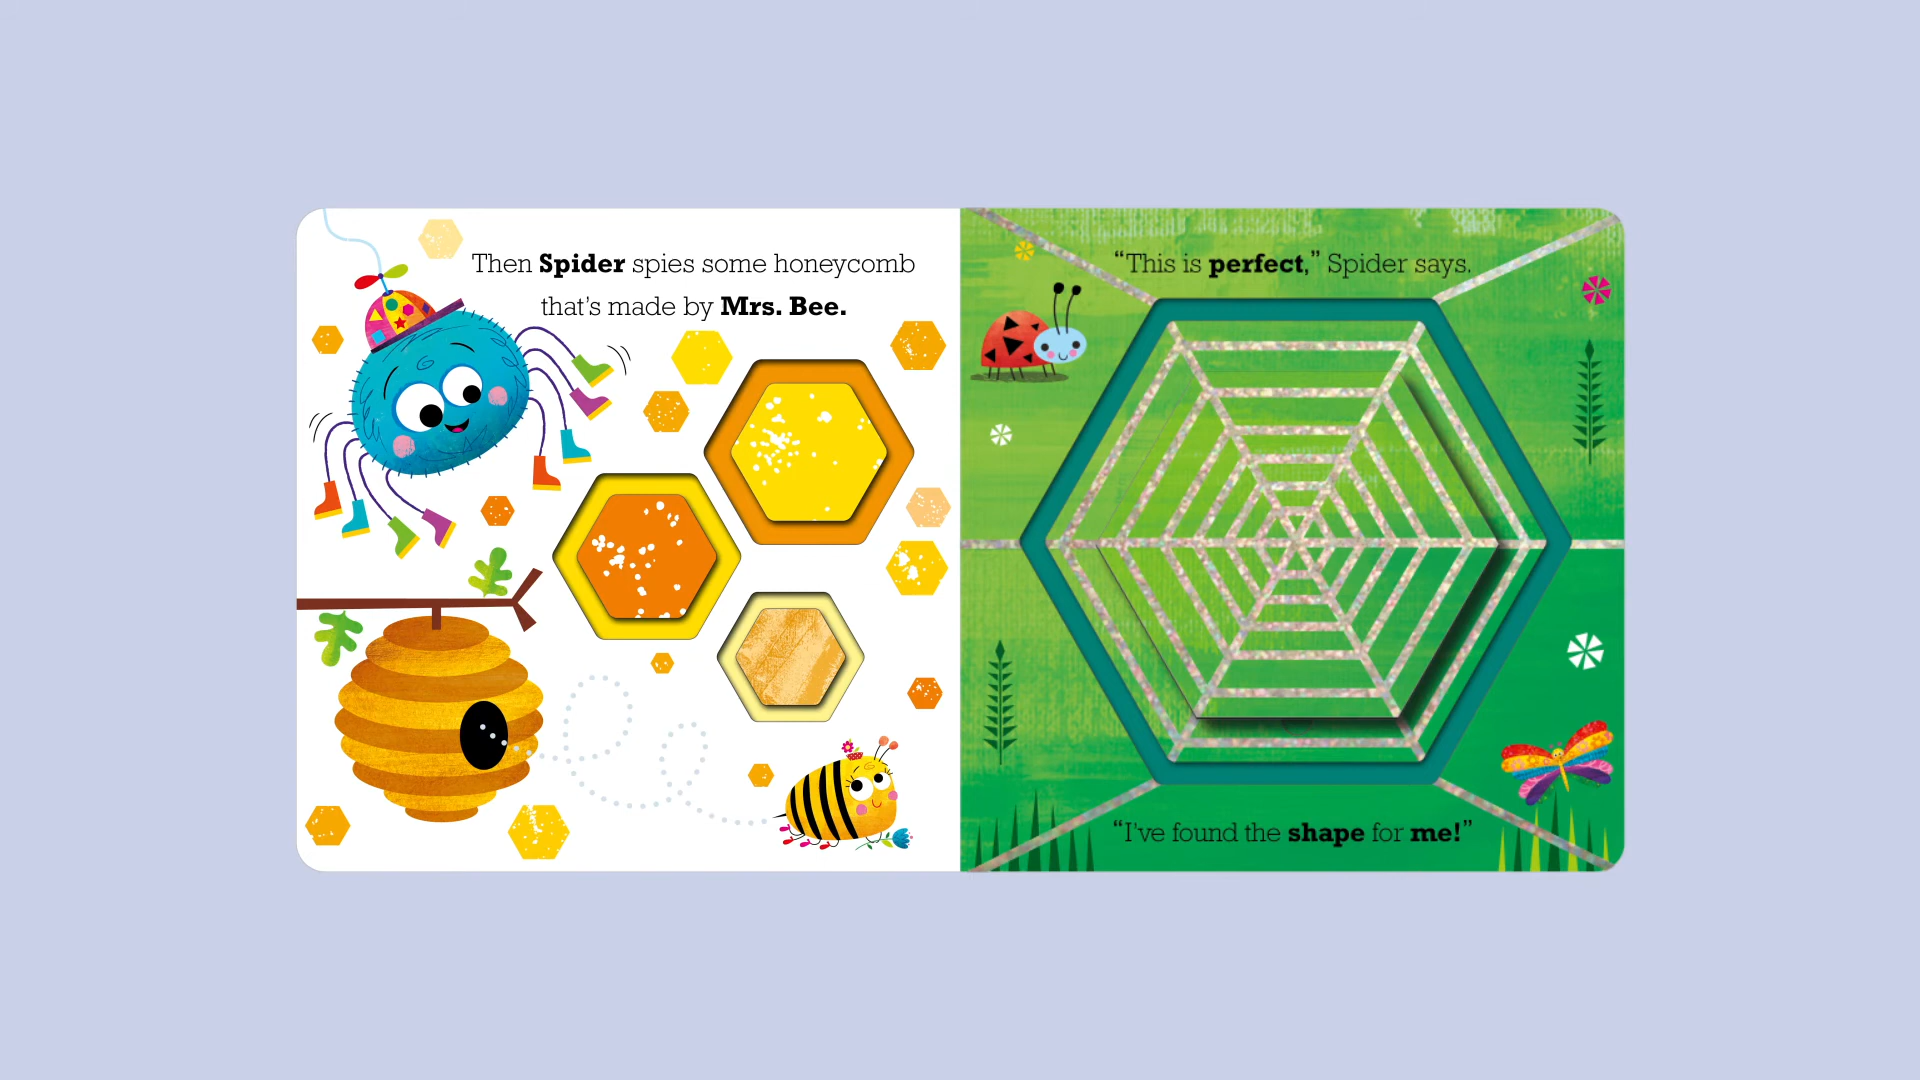 Then Spider spies some honeycomb
that's made by Mrs. Bee.
“This is perfect,” Spider says.
“I've found the shape for me!”